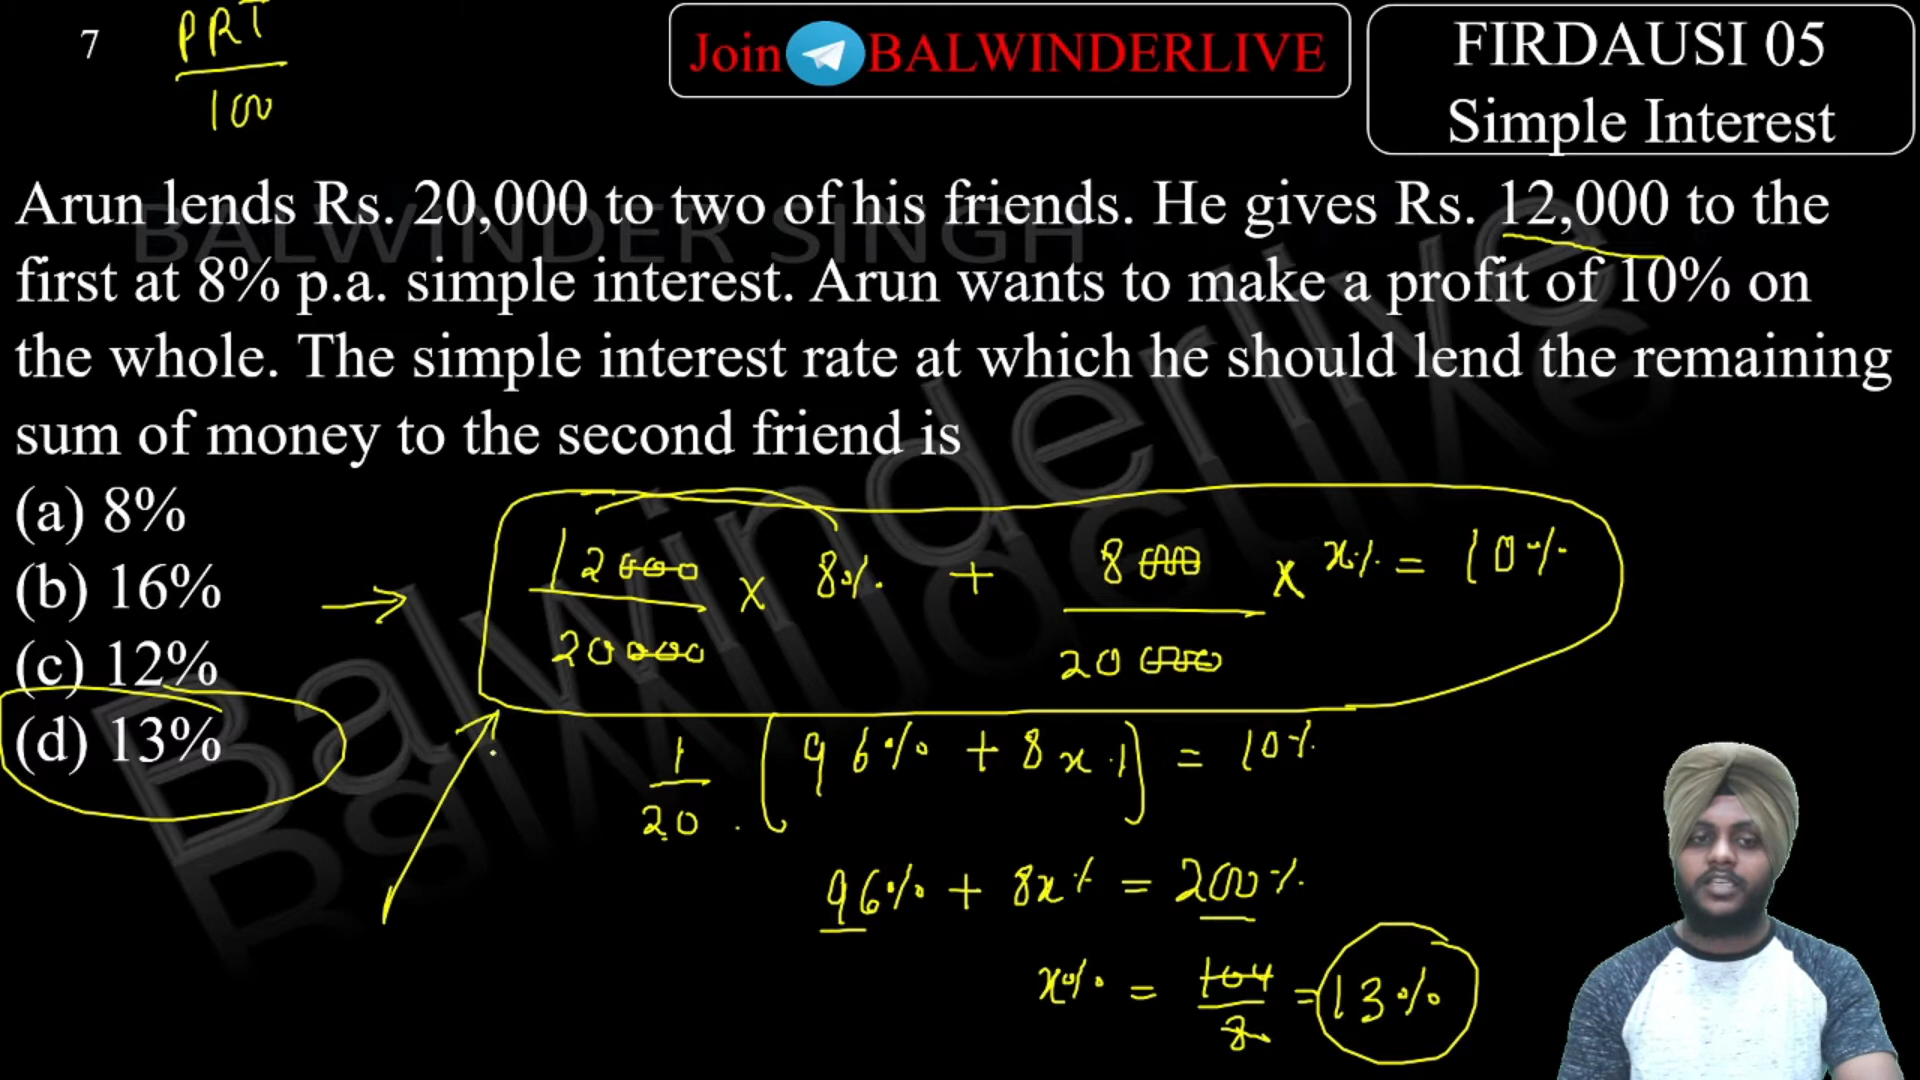 7
PRT
100
Join BALWINDERLIVE
FIRDAUSI 05
Simple Interest
BALWINDER SINGH
Arun lends Rs. 20,000 to two of his friends. He gives Rs. 12,000 to the
first at 8% p.a. simple interest. Arun wants to make a profit of 10% on
the whole. The simple interest rate at which he should lend the remaining
sum of money to the second friend is
(a) 8%
(b) 16%
(c) 12%
(d) 13%
Balwinderlive
12000/20000 × 8% + 8000/20000 × x% = 10%
1/20 · [96% + 8x%] = 10%
96% + 8x% = 200%
x% = 104/8 = 13%